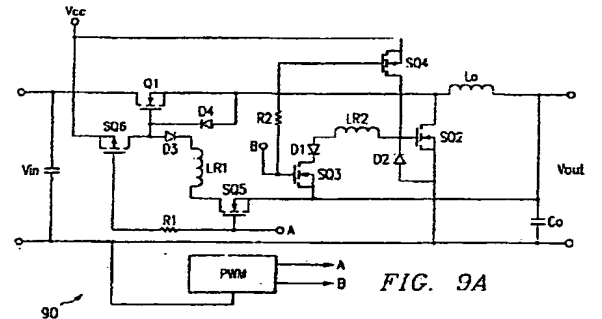 Vcc
Q1
SQ4
Lo
D4
R2
SQ6
LR2
D3
B
D1
SQ2
Vin
LR1
D2
SQ3
Vout
SQ5
R1
A
Co
PWM
A
B
FIG. 9A
90